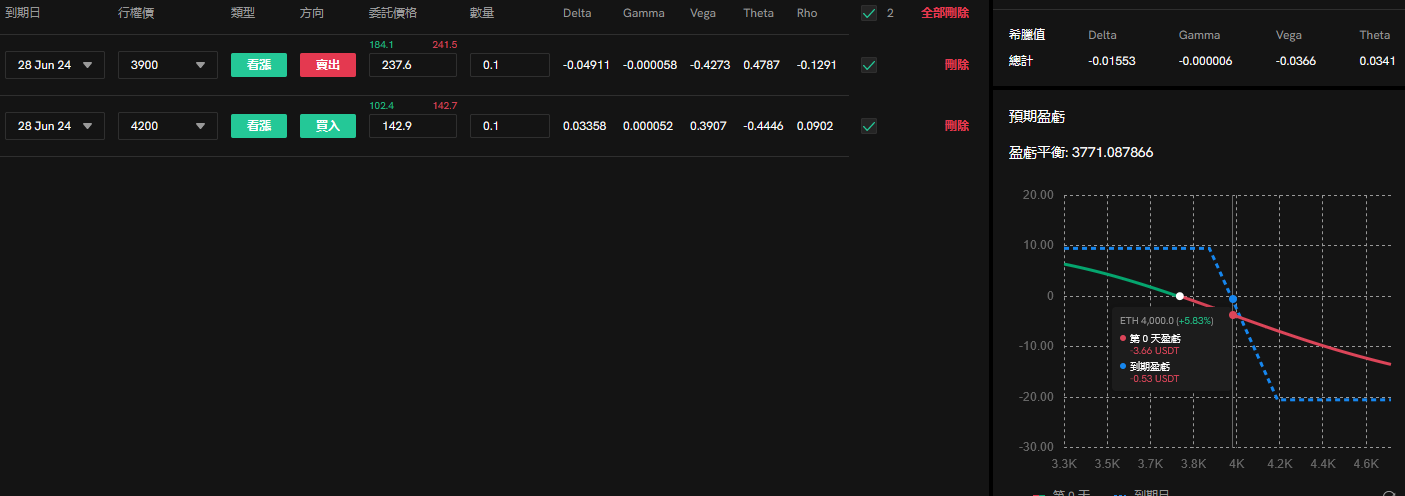 到期日 行權價 類型 方向 委託價格 數量 Delta Gamma Vega Theta Rho 2 全部刪除
184.1 241.5
28 Jun 24 3900 看漲 賣出 237.6 0.1 -0.04911 -0.000058 -0.4273 0.4787 -0.1291 刪除
102.4 142.7
28 Jun 24 4200 看漲 買入 142.9 0.1 0.03358 0.000052 0.3907 -0.4446 0.0902 刪除
希臘值 Delta Gamma Vega Theta
總計 -0.01553 -0.000006 -0.0366 0.0341
預期盈虧
盈虧平衡: 3771.087866
20.00
10.00
0
-10.00
-20.00
-30.00
ETH 4,000.0 (+5.83%)
第 0 天盈虧
-3.66 USDT
到期盈虧
-0.53 USDT
3.3K 3.5K 3.7K 3.8K 4K 4.2K 4.4K 4.6K
第 0 天 到期日